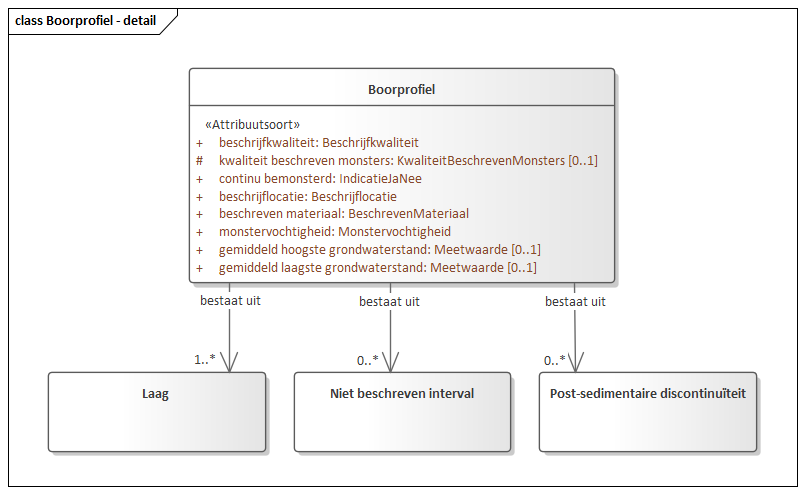 class Boorprofiel - detail
Boorprofiel
«Attribuutsoort»
+ beschrijfkwaliteit: Beschrijfkwaliteit
# kwaliteit beschreven monsters: KwaliteitBeschrevenMonsters [0..1]
+ continu bemonsterd: IndicatieJaNee
+ beschrijflocatie: Beschrijflocatie
+ beschreven materiaal: BeschrevenMateriaal
+ monstervochtigheid: Monstervochtigheid
+ gemiddeld hoogste grondwaterstand: Meetwaarde [0..1]
+ gemiddeld laagste grondwaterstand: Meetwaarde [0..1]
bestaat uit bestaat uit bestaat uit
1..* 0..* 0..*
Laag Niet beschreven interval Post-sedimentaire discontinuïteit